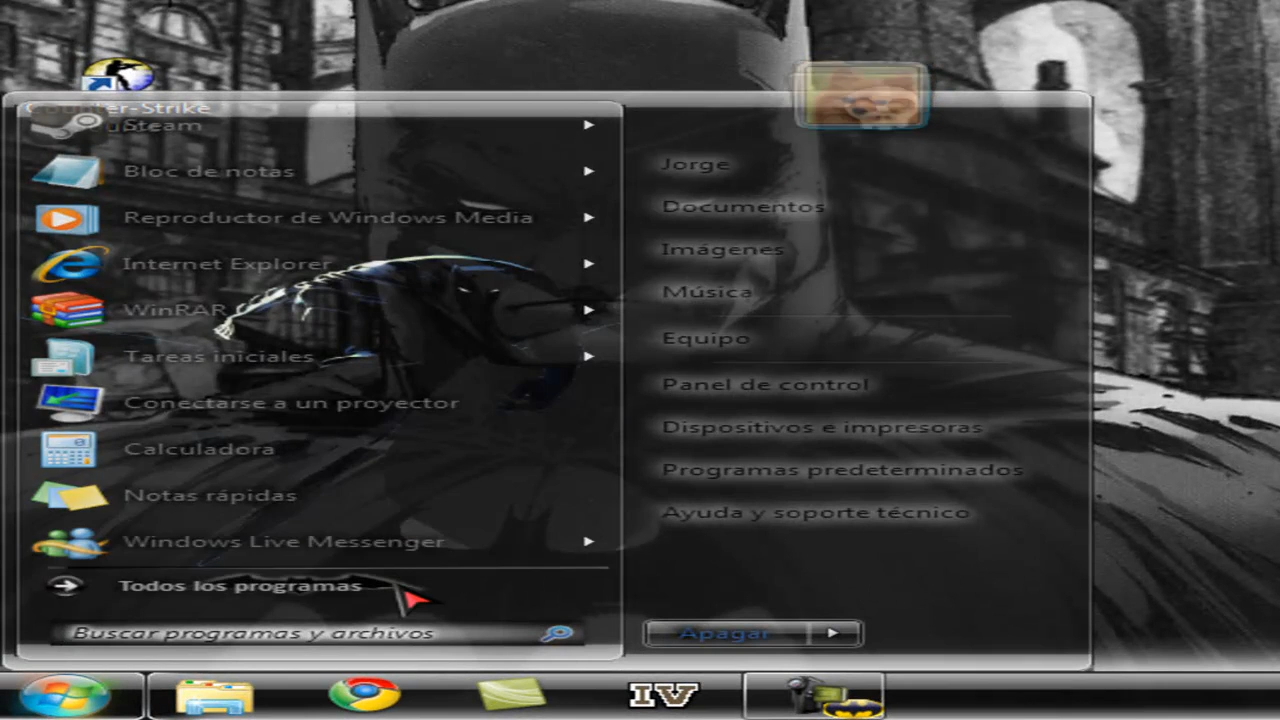 Counter-Strike
Steam
Bloc de notas
Reproductor de Windows Media
Internet Explorer
WinRAR
Tareas iniciales
Conectarse a un proyector
Calculadora
Notas rápidas
Windows Live Messenger
Todos los programas
Buscar programas y archivos
Jorge
Documentos
Imágenes
Música
Equipo
Panel de control
Dispositivos e impresoras
Programas predeterminados
Ayuda y soporte técnico
Apagar
IV